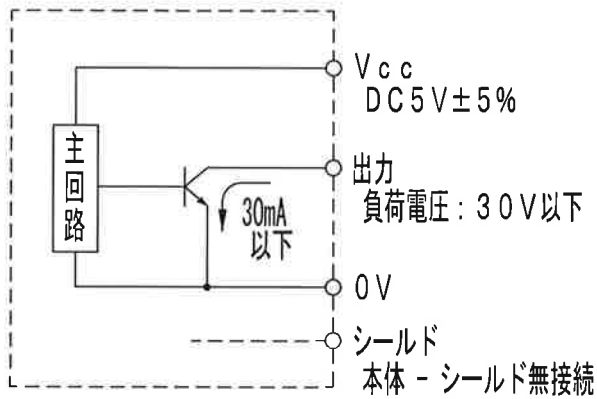 Vcc
DC5V±5%
主回路
出力
負荷電圧：30V以下
30mA
以下
0V
シールド
本体 − シールド無接続